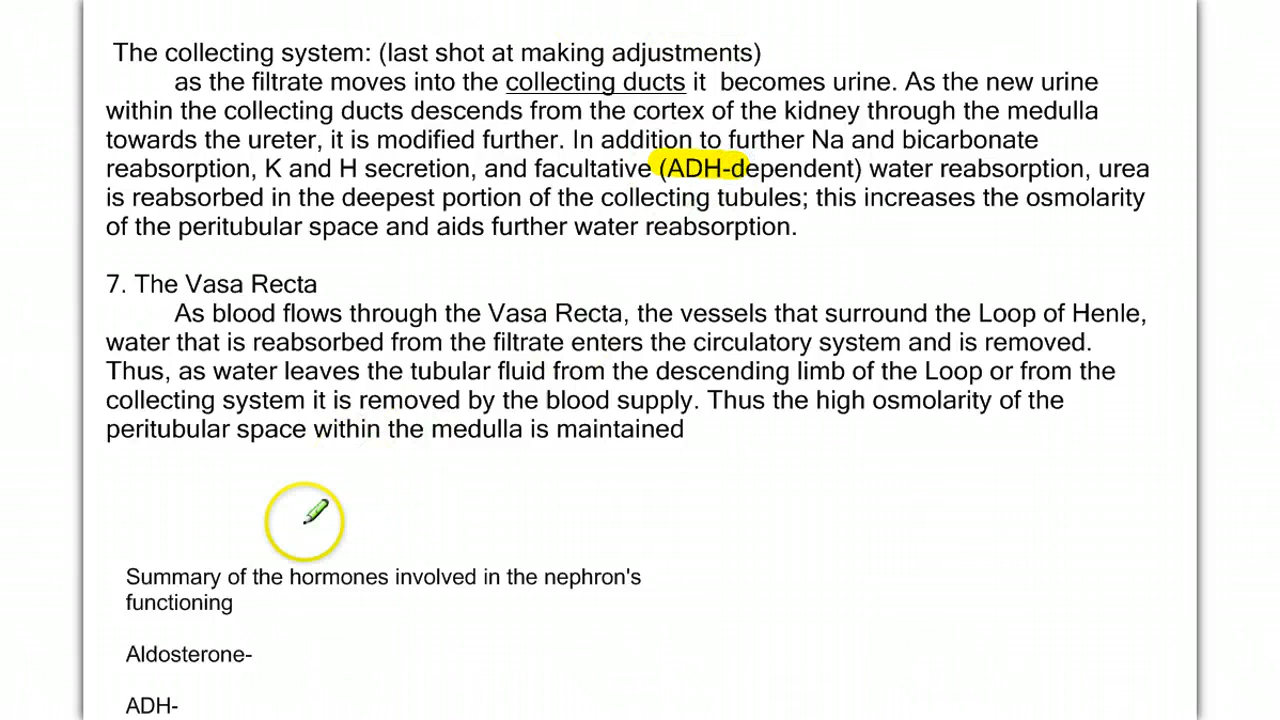 The collecting system: (last shot at making adjustments)
as the filtrate moves into the collecting ducts it becomes urine. As the new urine
within the collecting ducts descends from the cortex of the kidney through the medulla
towards the ureter, it is modified further. In addition to further Na and bicarbonate
reabsorption, K and H secretion, and facultative (ADH-dependent) water reabsorption, urea
is reabsorbed in the deepest portion of the collecting tubules; this increases the osmolarity
of the peritubular space and aids further water reabsorption.
7. The Vasa Recta
As blood flows through the Vasa Recta, the vessels that surround the Loop of Henle,
water that is reabsorbed from the filtrate enters the circulatory system and is removed.
Thus, as water leaves the tubular fluid from the descending limb of the Loop or from the
collecting system it is removed by the blood supply. Thus the high osmolarity of the
peritubular space within the medulla is maintained
Summary of the hormones involved in the nephron's
functioning
Aldosterone-
ADH-